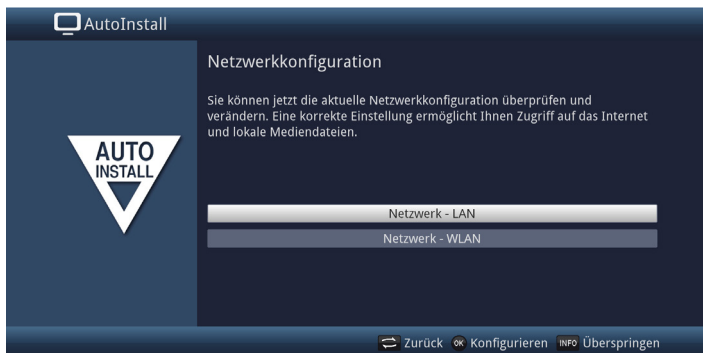 AutoInstall
Netzwerkkonfiguration
Sie können jetzt die aktuelle Netzwerkkonfiguration überprüfen und
verändern. Eine korrekte Einstellung ermöglicht Ihnen Zugriff auf das Internet
und lokale Mediendateien.
AUTO
INSTALL
Netzwerk - LAN
Netzwerk - WLAN
Zurück OK Konfigurieren INFO Überspringen